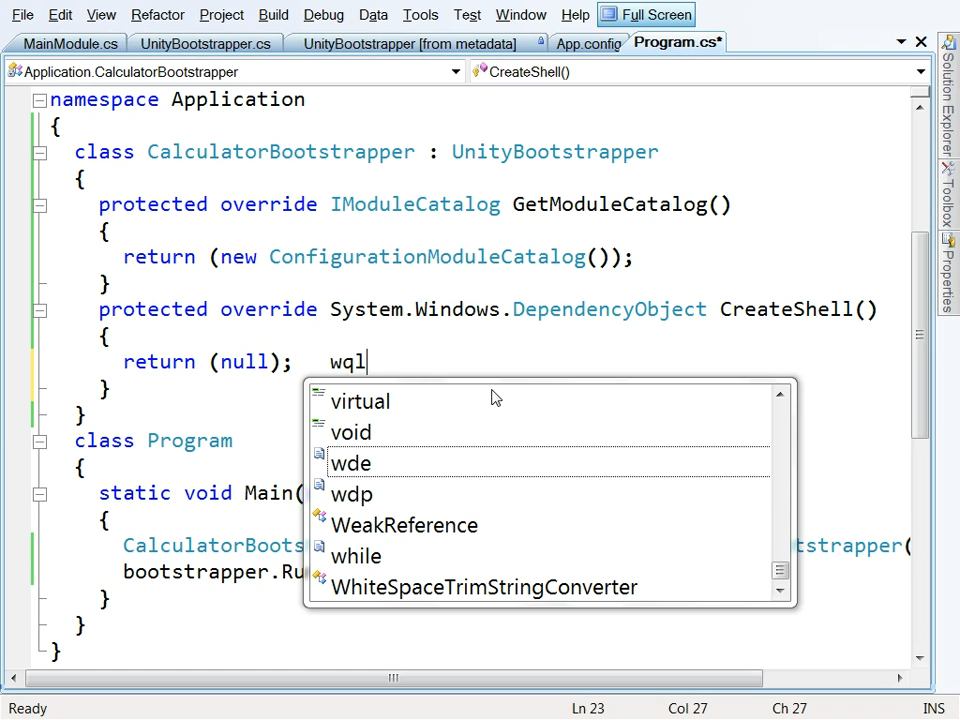 File Edit View Refactor Project Build Debug Data Tools Test Window Help Full Screen
MainModule.cs UnityBootstrapper.cs UnityBootstrapper [from metadata] App.config Program.cs*
Application.CalculatorBootstrapper CreateShell()
namespace Application
{
class CalculatorBootstrapper : UnityBootstrapper
{
protected override IModuleCatalog GetModuleCatalog()
{
return (new ConfigurationModuleCatalog());
}
protected override System.Windows.DependencyObject CreateShell()
{
return (null); wql
}
}
class Program
{
static void Main(
{
CalculatorBoots tstrapper(
bootstrapper.Ru
}
}
}
virtual
void
wde
wdp
WeakReference
while
WhiteSpaceTrimStringConverter
Solution Explorer
Toolbox
Properties
Ready Ln 23 Col 27 Ch 27 INS